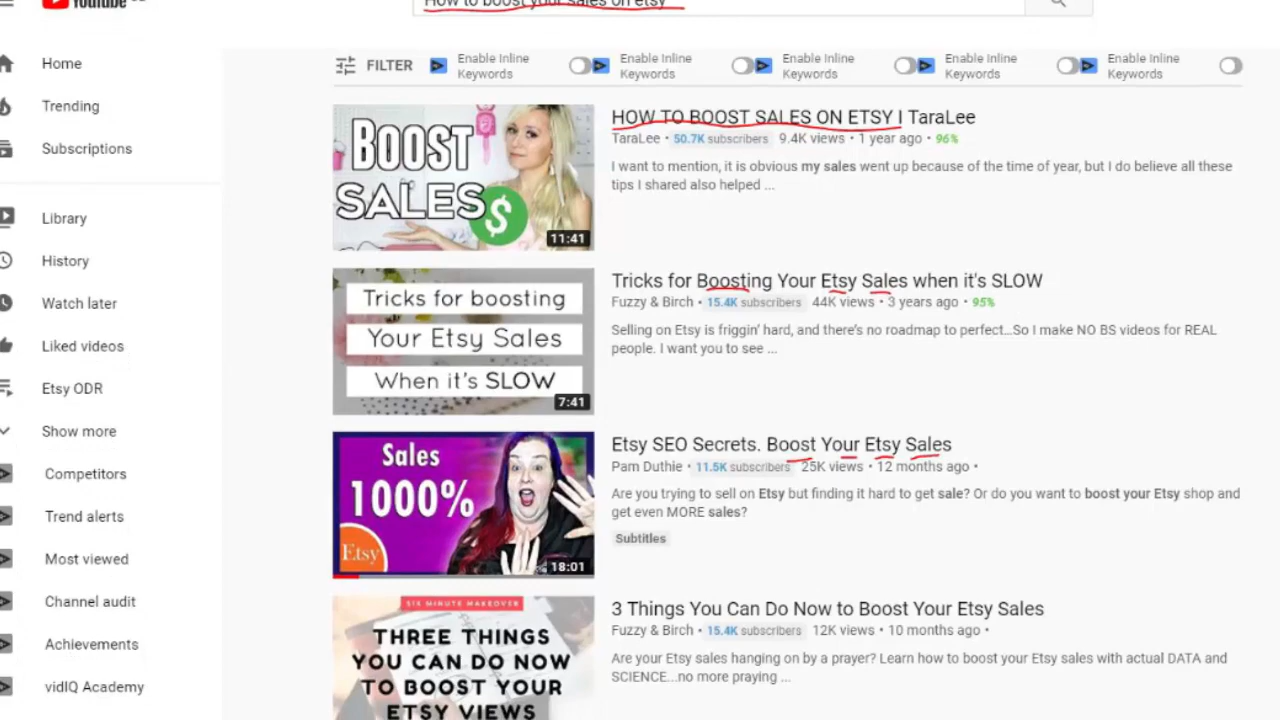 YouTube
How to boost your sales on etsy
Home
Trending
Subscriptions
Library
History
Watch later
Liked videos
Etsy ODR
Show more
Competitors
Trend alerts
Most viewed
Channel audit
Achievements
vidIQ Academy
FILTER
Enable Inline
Keywords
Enable Inline
Keywords
Enable Inline
Keywords
Enable Inline
Keywords
Enable Inline
Keywords
BOOST
SALES
$
11:41
HOW TO BOOST SALES ON ETSY I TaraLee
TaraLee • 50.7K subscribers 9.4K views • 1 year ago • 96%
I want to mention, it is obvious my sales went up because of the time of year, but I do believe all these
tips I shared also helped ...
Tricks for boosting
Your Etsy Sales
When it's SLOW
7:41
Tricks for Boosting Your Etsy Sales when it's SLOW
Fuzzy & Birch • 15.4K subscribers 44K views • 3 years ago • 95%
Selling on Etsy is friggin' hard, and there's no roadmap to perfect...So I make NO BS videos for REAL
people. I want you to see ...
Sales
1000%
Etsy
18:01
Etsy SEO Secrets. Boost Your Etsy Sales
Pam Duthie • 11.5K subscribers 25K views • 12 months ago •
Are you trying to sell on Etsy but finding it hard to get sale? Or do you want to boost your Etsy shop and
get even MORE sales?
Subtitles
SIX MINUTE MAKEOVER
THREE THINGS
YOU CAN DO NOW
TO BOOST YOUR
ETSY VIEWS
3 Things You Can Do Now to Boost Your Etsy Sales
Fuzzy & Birch • 15.4K subscribers 12K views • 10 months ago •
Are your Etsy sales hanging on by a prayer? Learn how to boost your Etsy sales with actual DATA and
SCIENCE...no more praying ...